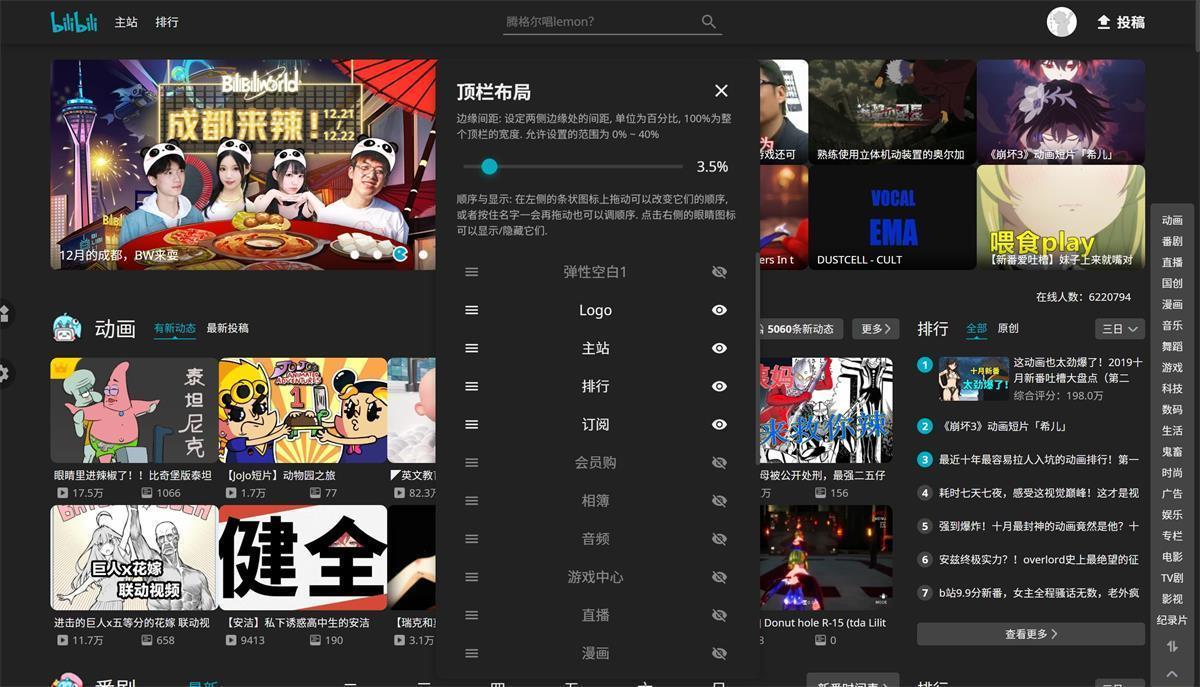 bilibili
主站
排行
腾格尔唱lemon?
投稿
BilibiliWorld
成都来辣!
12.21
12.22
12月的成都，BW来耍
顶栏布局
边缘间距: 设定两侧边缘处的间距, 单位为百分比, 100%为整
个顶栏的宽度. 允许设置的范围为 0% ~ 40%
3.5%
顺序与显示: 在左侧的条状图标上拖动可以改变它们的顺序,
或者按住名字一会再拖动也可以调顺序. 点击右侧的眼睛图标
可以显示/隐藏它们.
弹性空白1
Logo
主站
排行
订阅
会员购
相簿
音频
游戏中心
直播
漫画
游戏还可
熟练使用立体机动装置的奥尔加
《崩坏3》动画短片「希儿」
ers In t
VOCAL
EMA
DUSTCELL - CULT
喂食play
【新番爱吐槽】妹子上来就嘴对
在线人数：6220794
动画
有新动态
最新投稿
5060条新动态
更多
泰坦尼克
眼睛里进辣椒了！！比奇堡版泰坦
17.5万
1066
JoJo
ADVENTURES
1
【JoJo短片】动物园之旅
1.7万
77
英文教
82.3
来救你辣
母被公开处刑，最强二五仔
万
156
巨人x花嫁
联动视频
进击的巨人x五等分的花嫁 联动视
11.7万
658
健全
【安洁】私下诱惑高中生的安洁
9413
190
【瑞克和
3.1万
Donut hole R-15 (tda Lilit
0
排行
全部
原创
三日
1
十月新番
太劲爆了!
这动画也太劲爆了！2019十
月新番吐槽大盘点（第二
综合评分：198.0万
2
《崩坏3》动画短片「希儿」
3
最近十年最容易拉人入坑的动画排行！第一
4
耗时七天七夜，感受这视觉巅峰！这才是视
5
强到爆炸！十月最封神的动画竟然是他？十
6
安兹终极实力？！overlord史上最绝望的征
7
b站9.9分新番，女主全程骚话无数，老外疯
查看更多
动画
番剧
直播
国创
漫画
音乐
舞蹈
游戏
科技
数码
生活
鬼畜
时尚
广告
娱乐
专栏
电影
TV剧
影视
纪录片
番剧
最新
二
三
四
五
六
日
新番时间表
排行
三日